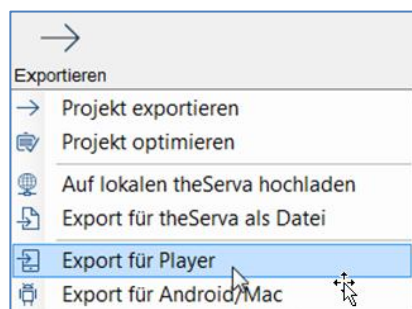 Exportieren
Projekt exportieren
Projekt optimieren
Auf lokalen theServa hochladen
Export für theServa als Datei
Export für Player
Export für Android/Mac